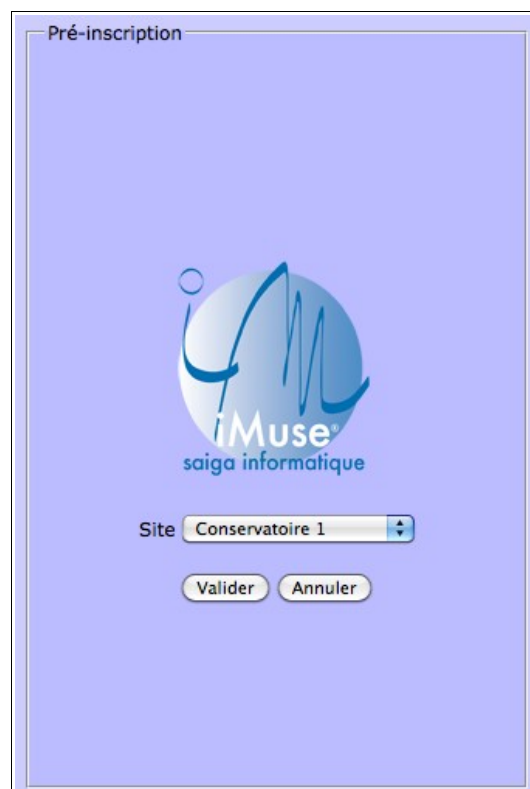 Pré-inscription
iMuse®
saiga informatique
Site Conservatoire 1
Valider Annuler